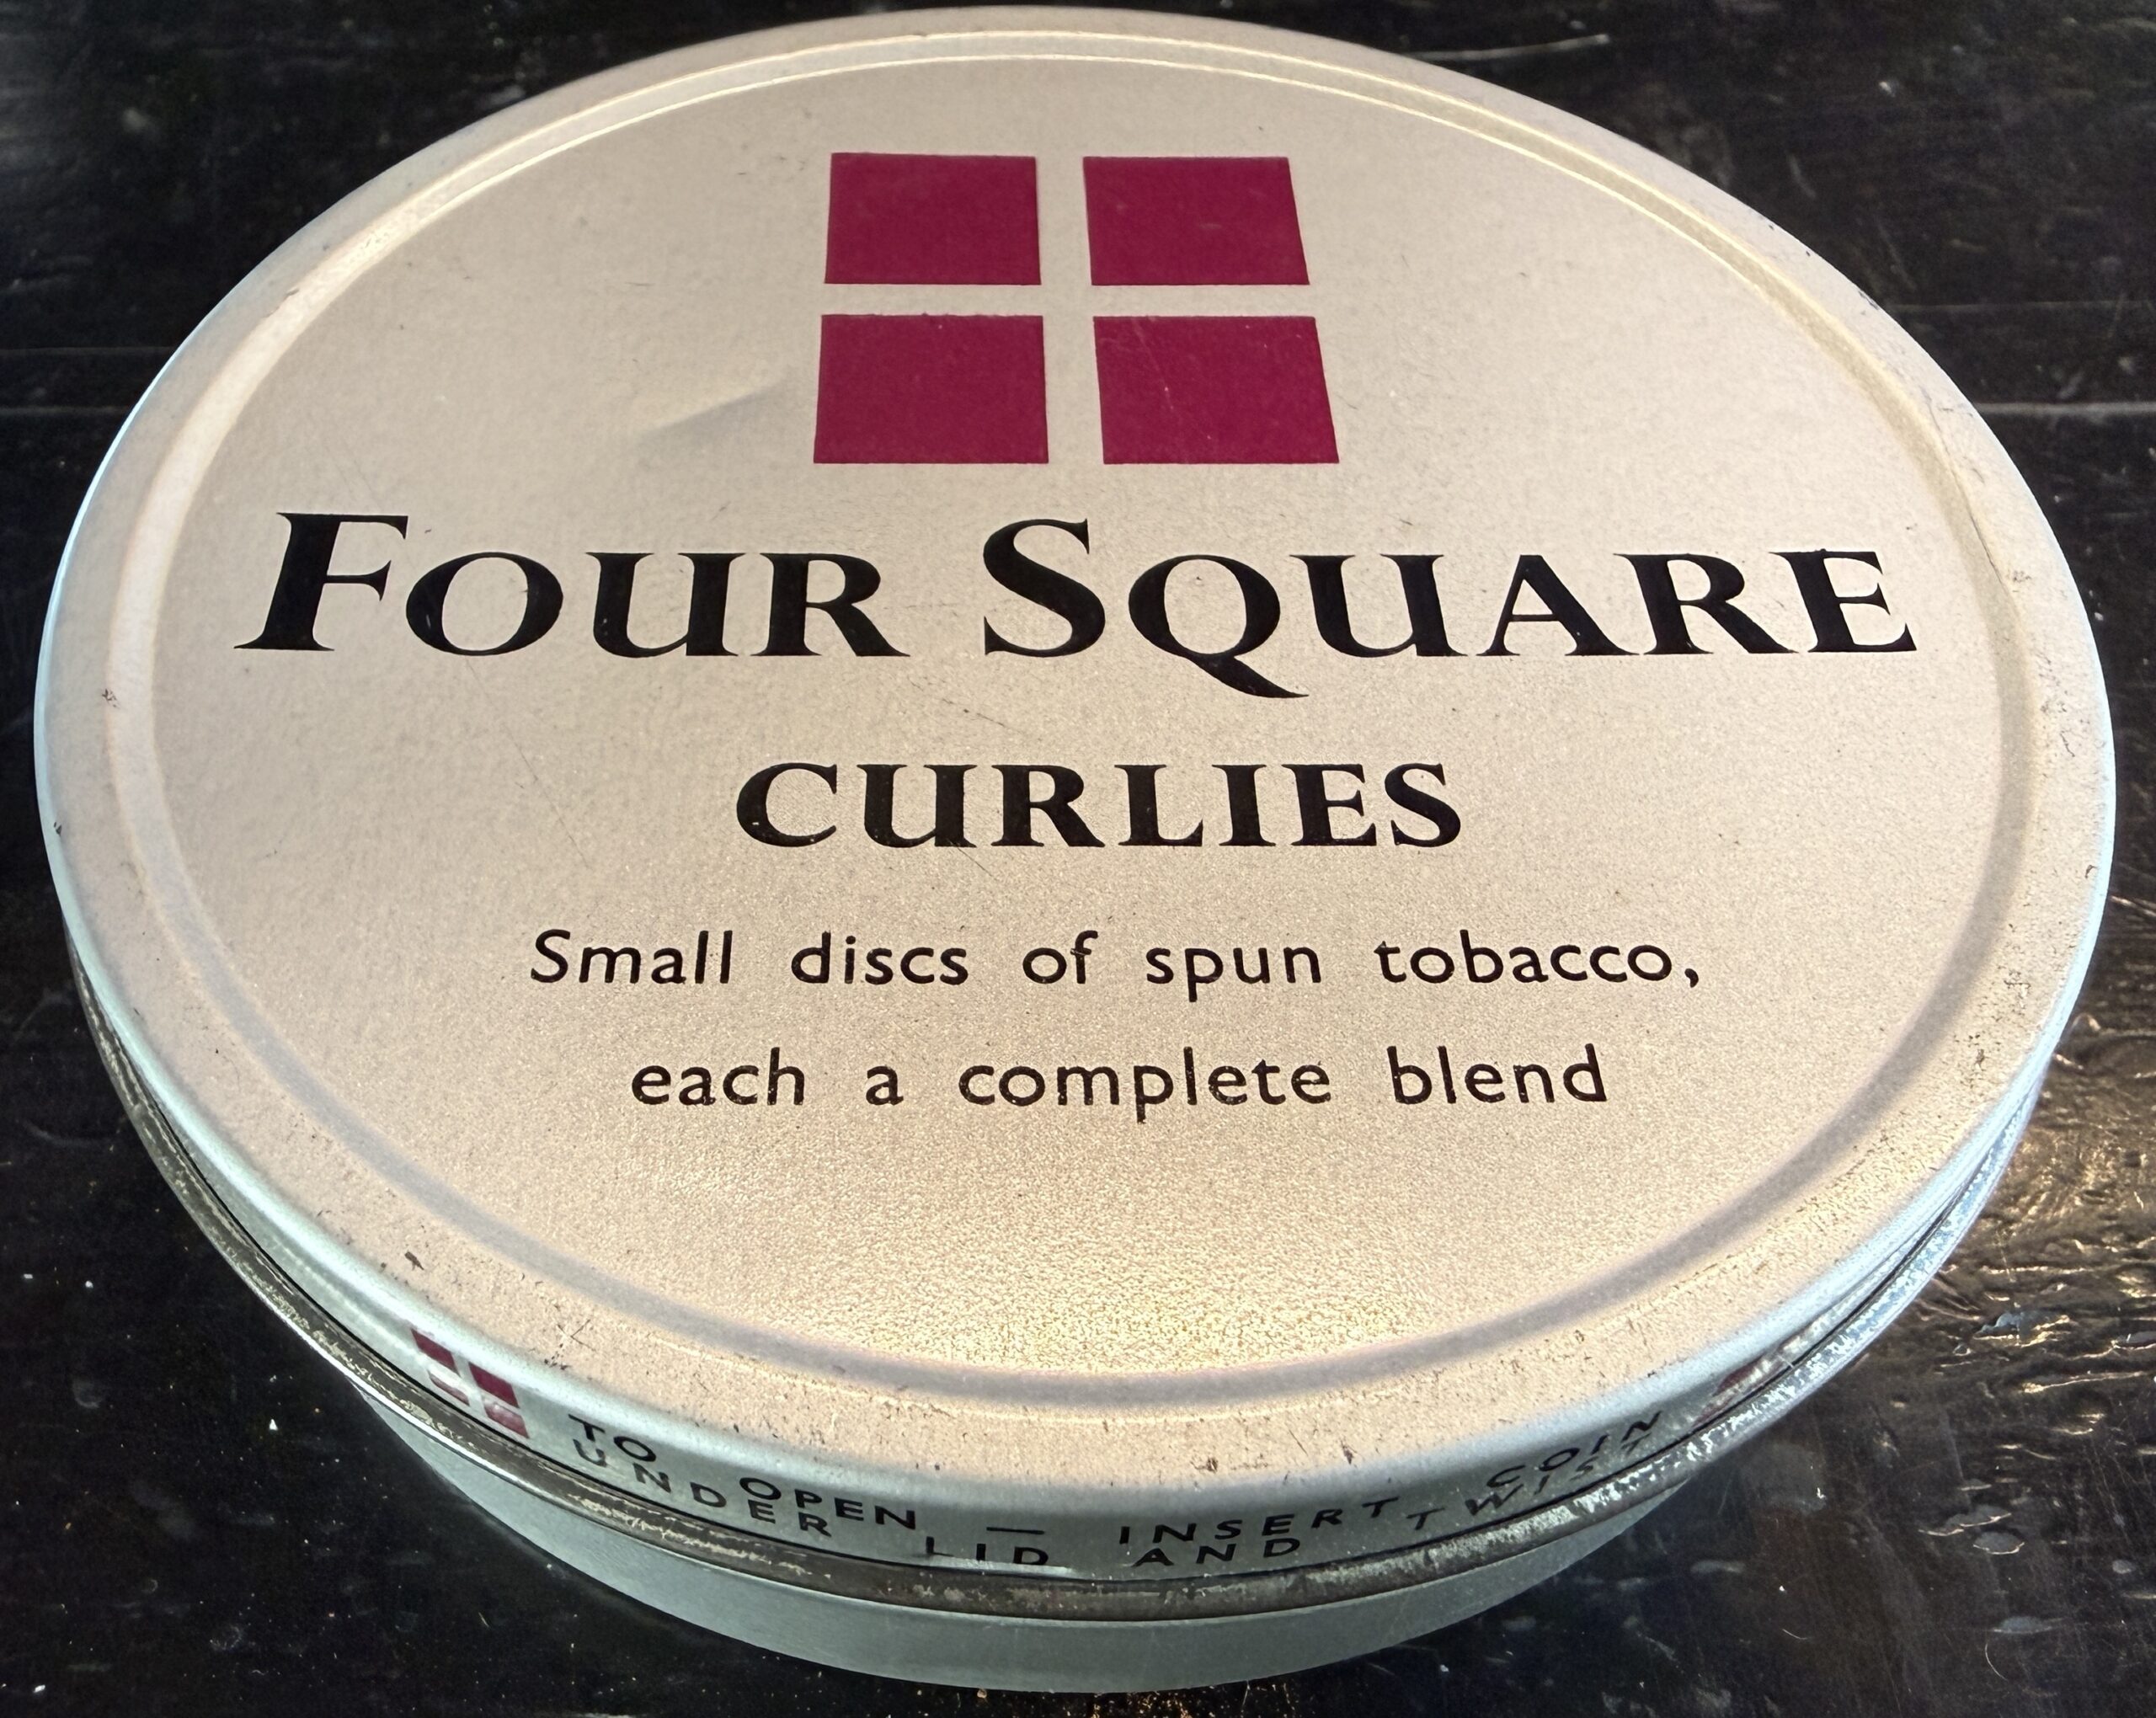 FOUR SQUARE
CURLIES
Small discs of spun tobacco,
each a complete blend
TO OPEN — INSERT COIN
UNDER LID AND TWIST